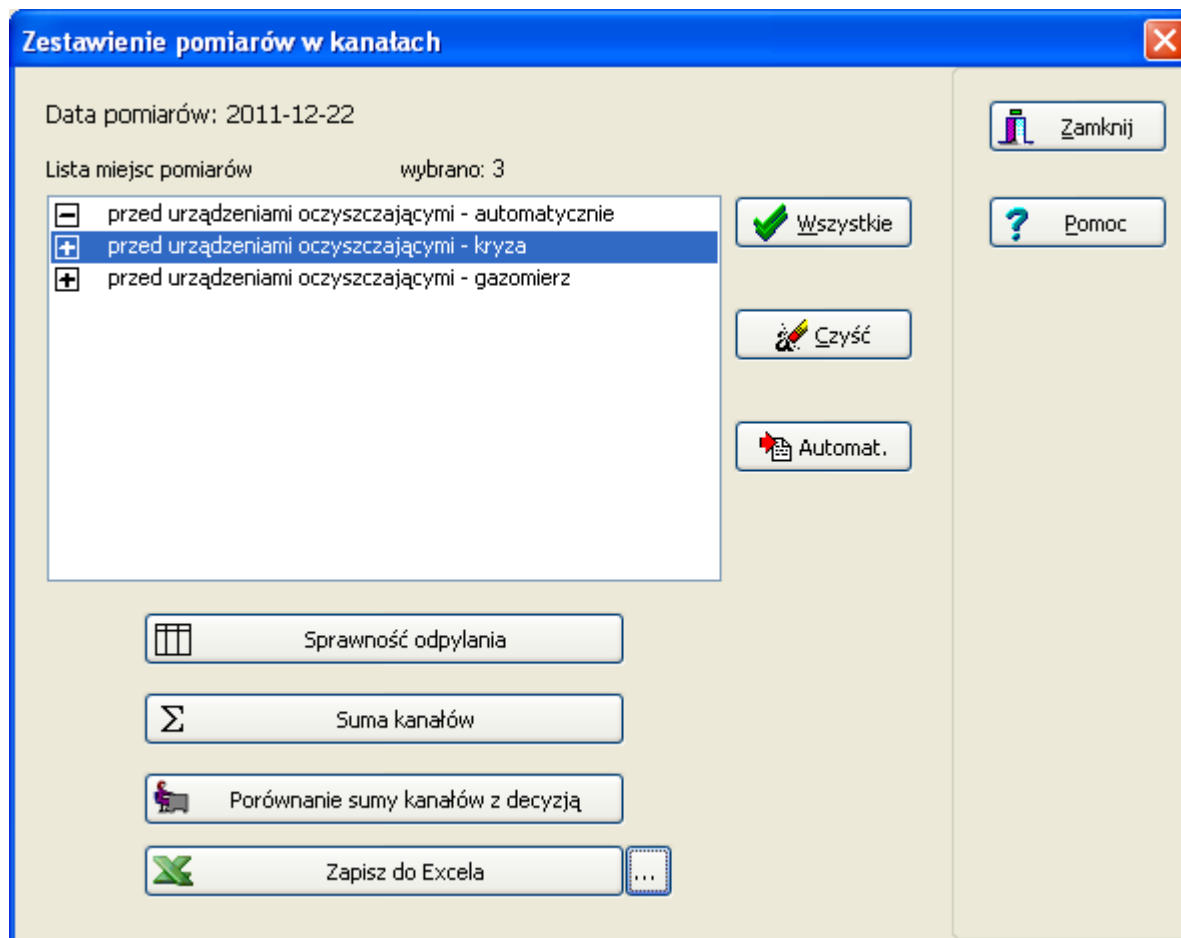 Zestawienie pomiarów w kanałach
Data pomiarów: 2011-12-22
Zamknij
Lista miejsc pomiarów wybrano: 3
przed urządzeniami oczyszczającymi - automatycznie
Wszystkie
Pomoc
przed urządzeniami oczyszczającymi - kryza
przed urządzeniami oczyszczającymi - gazomierz
Czyść
Automat.
Sprawność odpylania
Σ Suma kanałów
Porównanie sumy kanałów z decyzją
Zapisz do Excela ...